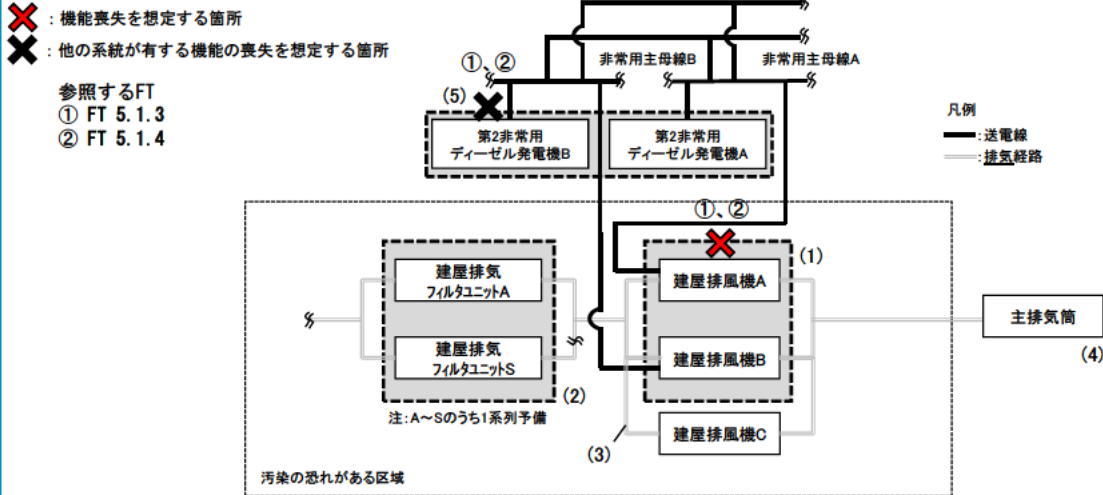 ：機能喪失を想定する箇所
：他の系統が有する機能の喪失を想定する箇所
参照するFT
① FT 5.1.3
② FT 5.1.4
①、②
非常用主母線B
非常用主母線A
(5)
第2非常用
ディーゼル発電機B
第2非常用
ディーゼル発電機A
凡例
：送電線
：排気経路
①、②
(1)
建屋排気
フィルタユニットA
建屋排風機A
主排気筒
(4)
建屋排気
フィルタユニットS
建屋排風機B
(2)
注：A～Sのうち1系列予備
建屋排風機C
(3)
汚染の恐れがある区域